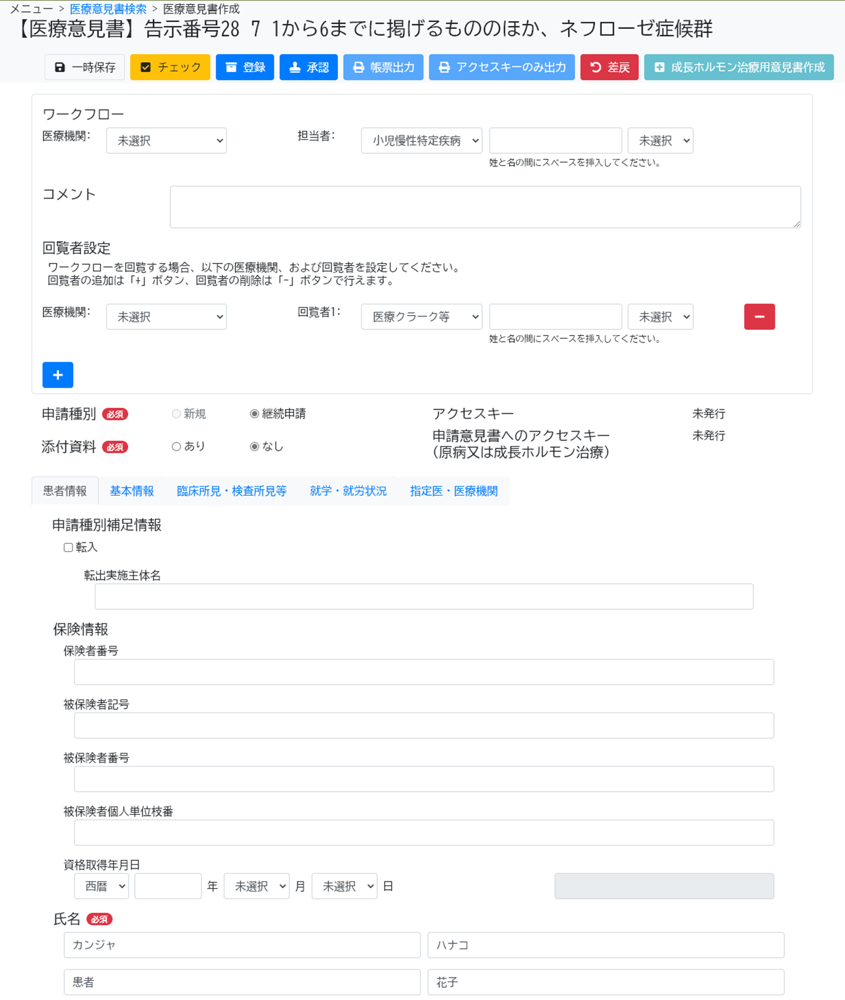 メニュー > 医療意見書検索 > 医療意見書作成
【医療意見書】告示番号28 7 1から6までに掲げるもののほか、ネフローゼ症候群
一時保存 チェック 登録 承認 帳票出力 アクセスキーのみ出力 差戻 成長ホルモン治療用意見書作成
ワークフロー
医療機関： 未選択 担当者： 小児慢性特定疾病 未選択
姓と名の間にスペースを挿入してください。
コメント
回覧者設定
ワークフローを回覧する場合、以下の医療機関、および回覧者を設定してください。
回覧者の追加は「+」ボタン、回覧者の削除は「-」ボタンで行えます。
医療機関： 未選択 回覧者1： 医療クラーク等 未選択
姓と名の間にスペースを挿入してください。
申請種別 必須 新規 継続申請 アクセスキー 未発行
添付資料 必須 あり なし 申請意見書へのアクセスキー 未発行
（原病又は成長ホルモン治療）
患者情報 基本情報 臨床所見・検査所見等 就学・就労状況 指定医・医療機関
申請種別補足情報
転入
転出実施主体名
保険情報
保険者番号
被保険者記号
被保険者番号
被保険者個人単位枝番
資格取得年月日
西暦 年 未選択 月 未選択 日
氏名 必須
カンジャ ハナコ
患者 花子